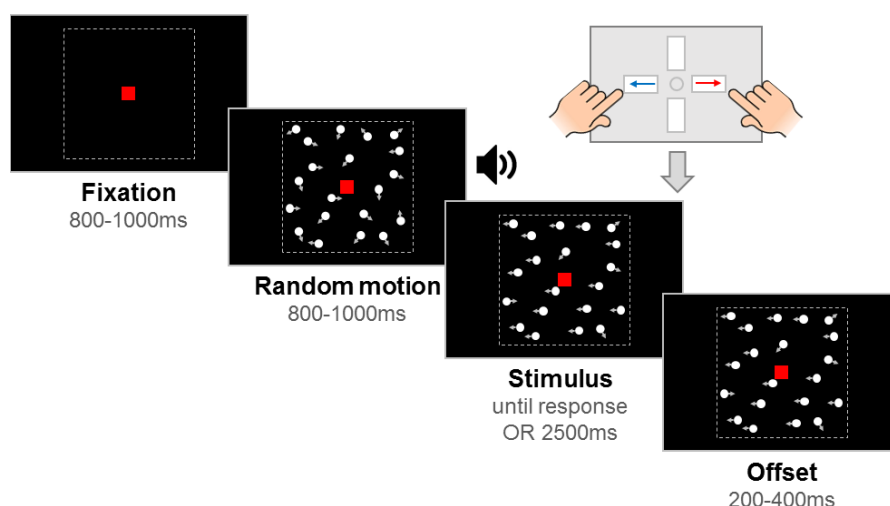 Fixation
800-1000ms
Random motion
800-1000ms
Stimulus
until response
OR 2500ms
Offset
200-400ms